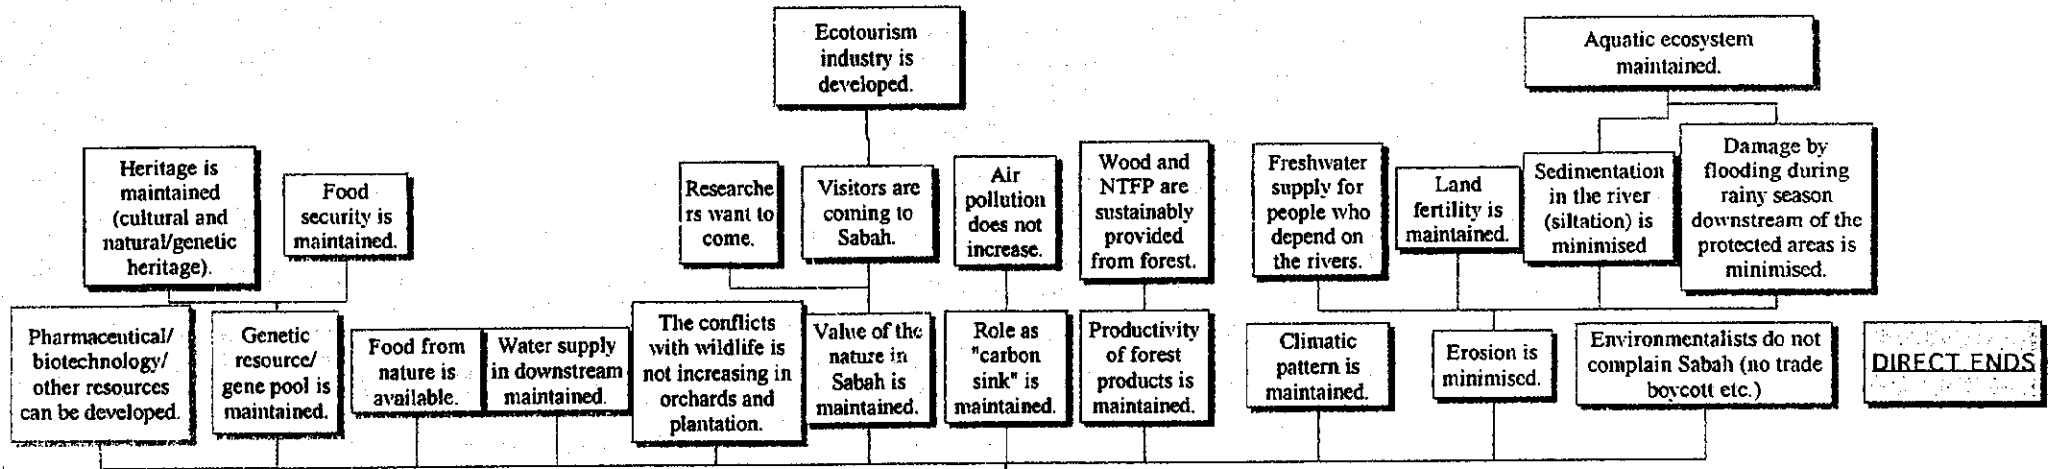 Ecotourism
industry is
developed.
Aquatic ecosystem
maintained.
Heritage is
maintained
(cultural and
natural/genetic
heritage).
Food
security is
maintained.
Researche
rs want to
come.
Visitors are
coming to
Sabah.
Air
pollution
does not
increase.
Wood and
NTFP are
sustainably
provided
from forest.
Freshwater
supply for
people who
depend on
the rivers.
Land
fertility is
maintained.
Sedimentation
in the river
(siltation) is
minimised
Damage by
flooding during
rainy season
downstream of the
protected areas is
minimised.
Pharmaceutical/
biotechnology/
other resources
can be developed.
Genetic
resource/
gene pool is
maintained.
Food from
nature is
available.
Water supply
in downstream
maintained.
The conflicts
with wildlife is
not increasing in
orchards and
plantation.
Value of the
nature in
Sabah is
maintained.
Role as
"carbon
sink" is
maintained.
Productivity
of forest
products is
maintained.
Climatic
pattern is
maintained.
Erosion is
minimised.
Environmentalists do not
complain Sabah (no trade
boycott etc.)
DIRECT ENDS